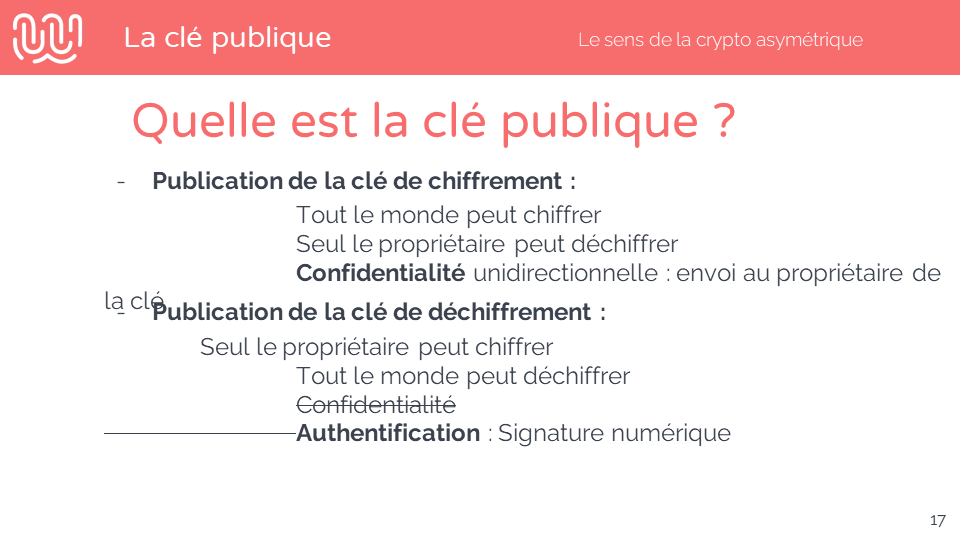 La clé publique
Le sens de la crypto asymétrique
Quelle est la clé publique ?
- Publication de la clé de chiffrement :
Tout le monde peut chiffrer
Seul le propriétaire peut déchiffrer
Confidentialité unidirectionnelle : envoi au propriétaire de
la clé
- Publication de la clé de déchiffrement :
Seul le propriétaire peut chiffrer
Tout le monde peut déchiffrer
Confidentialité
Authentification : Signature numérique
17